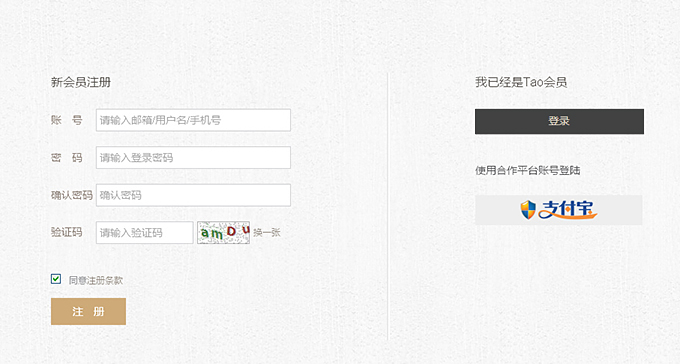 新会员注册
账 号 请输入邮箱/用户名/手机号
密 码 请输入登录密码
确认密码 确认密码
验证码 请输入验证码 amDu 换一张
同意注册条款
注 册
我已经是Tao会员
登录
使用合作平台账号登陆
支付宝